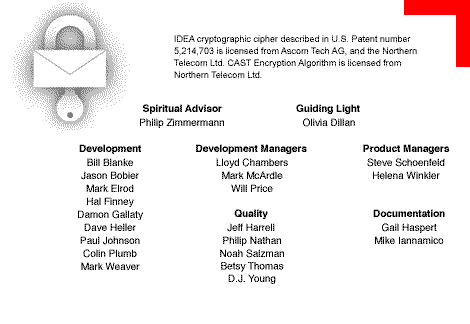 IDEA cryptographic cipher described in U.S. Patent number
5,214,703 is licensed from Ascom Tech AG, and the Northern
Telecom Ltd. CAST Encryption Algorithm is licensed from
Northern Telecom Ltd.
Spiritual Advisor
Philip Zimmermann
Guiding Light
Olivia Dillan
Development
Bill Blanke
Jason Bobier
Mark Elrod
Hal Finney
Damon Gallaty
Dave Heller
Paul Johnson
Colin Plumb
Mark Weaver
Development Managers
Lloyd Chambers
Mark McArdle
Will Price
Quality
Jeff Harrell
Philip Nathan
Noah Salzman
Betsy Thomas
D.J. Young
Product Managers
Steve Schoenfeld
Helena Winkler
Documentation
Gail Haspert
Mike Iannamico